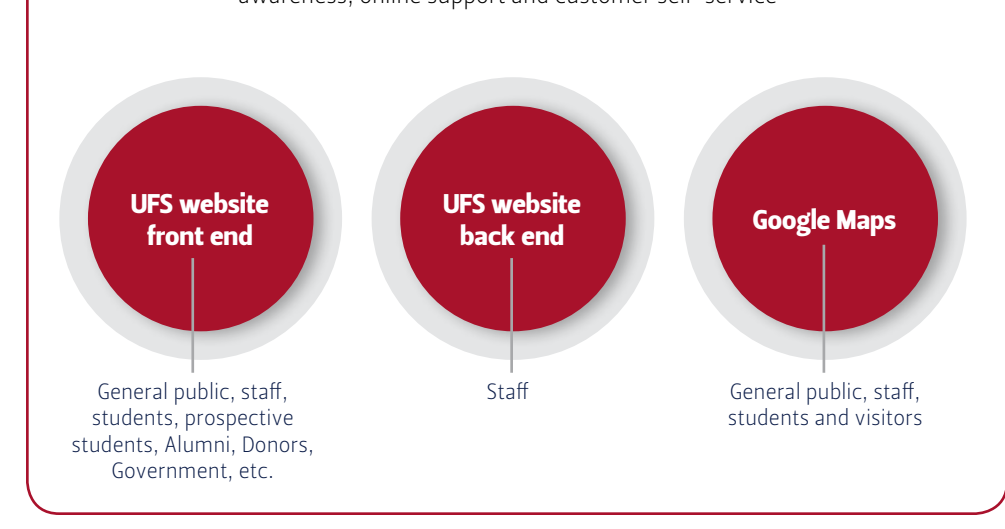 awareness, online support and customer self-service
UFS website
front end
UFS website
back end
Google Maps
General public, staff,
students, prospective
students, Alumni, Donors,
Government, etc.
Staff
General public, staff,
students and visitors